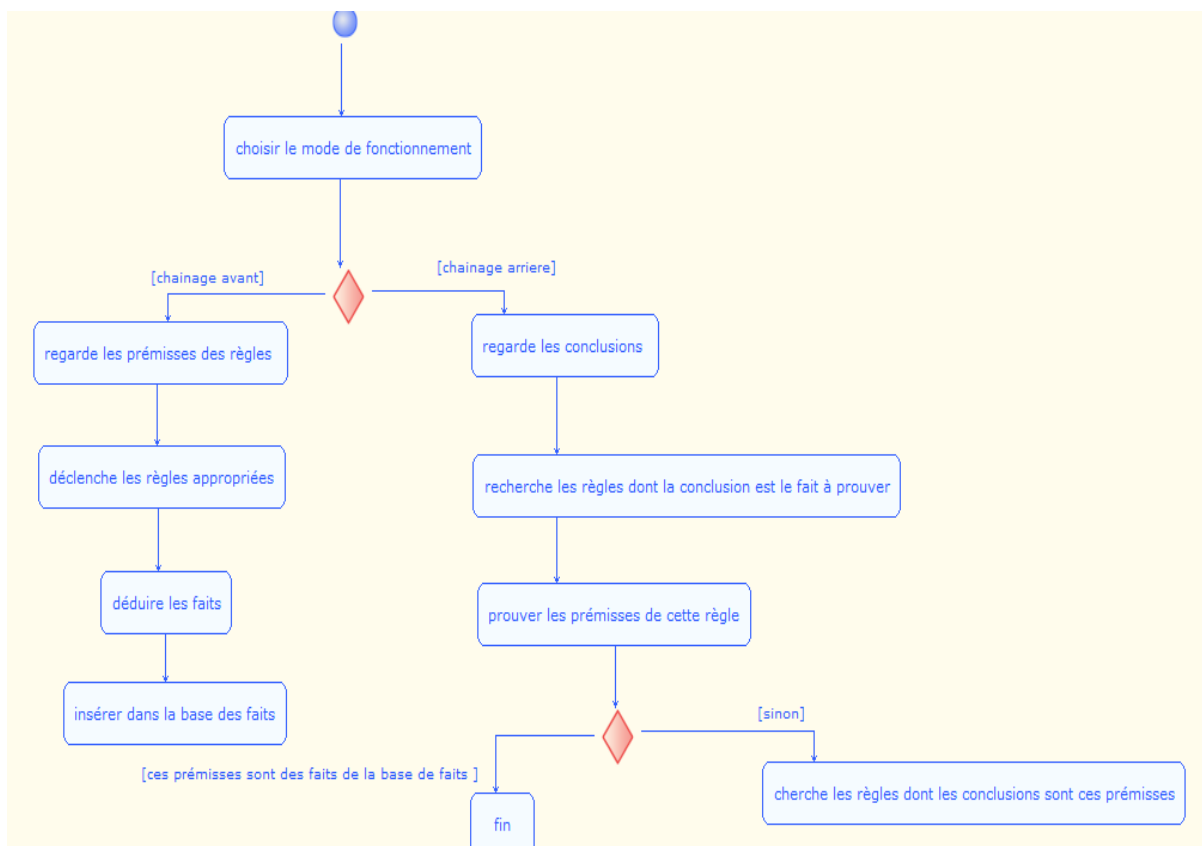 choisir le mode de fonctionnement
[chainage avant]
[chainage arriere]
regarde les prémisses des règles
regarde les conclusions
déclenche les règles appropriées
recherche les règles dont la conclusion est le fait à prouver
déduire les faits
prouver les prémisses de cette règle
insérer dans la base des faits
[sinon]
[ces prémisses sont des faits de la base de faits ]
cherche les règles dont les conclusions sont ces prémisses
fin